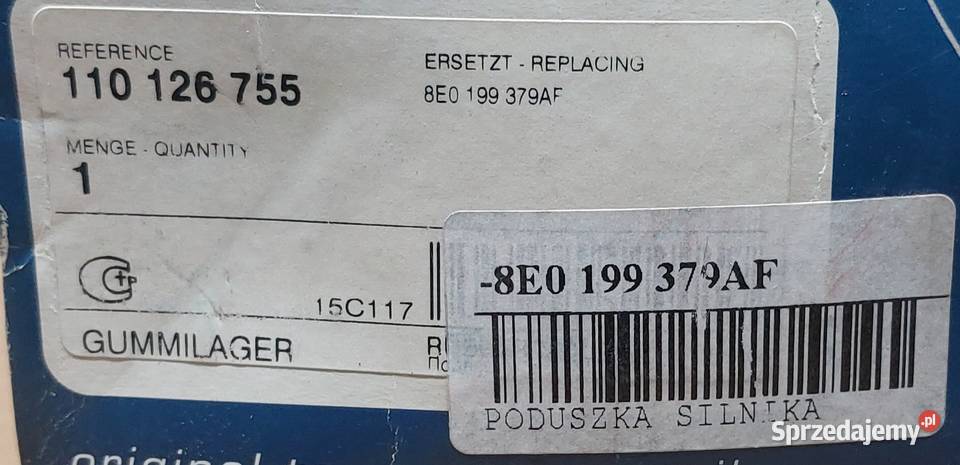 REFERENCE
110 126 755
ERSETZT - REPLACING
8E0 199 379AF
MENGE - QUANTITY
1
15C117
GUMMILAGER
-8E0 199 379AF
PODUSZKA SILNIKA
original
Sprzedajemy.pl